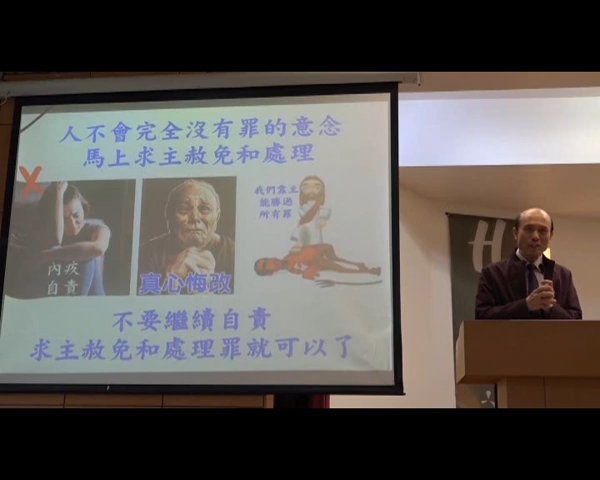 人不會完全沒有罪的意念
馬上求主赦免和處理
內疚
自責
真心悔改
我們靠主
能勝過
所有罪
不要繼續自責
求主赦免和處理罪就可以了
H